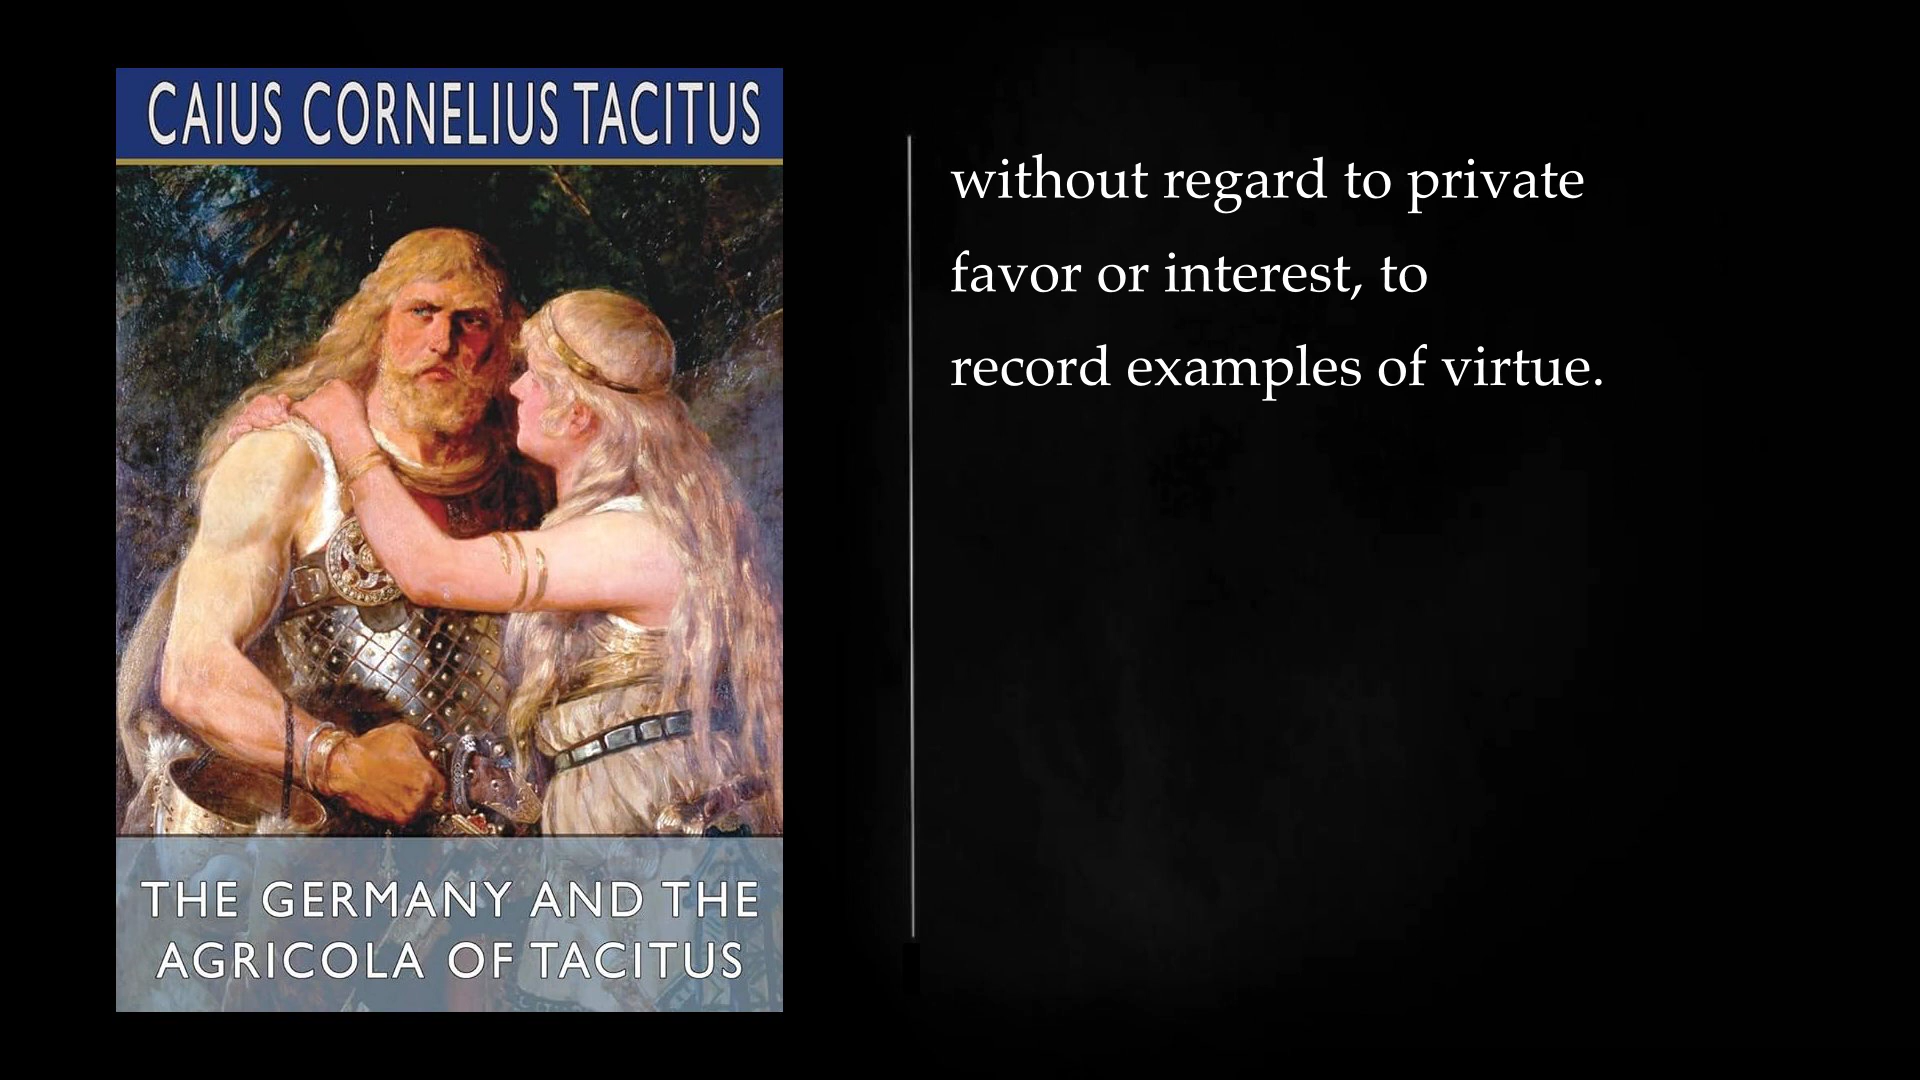 CAIUS CORNELIUS TACITUS
THE GERMANY AND THE
AGRICOLA OF TACITUS
without regard to private
favor or interest, to
record examples of virtue.